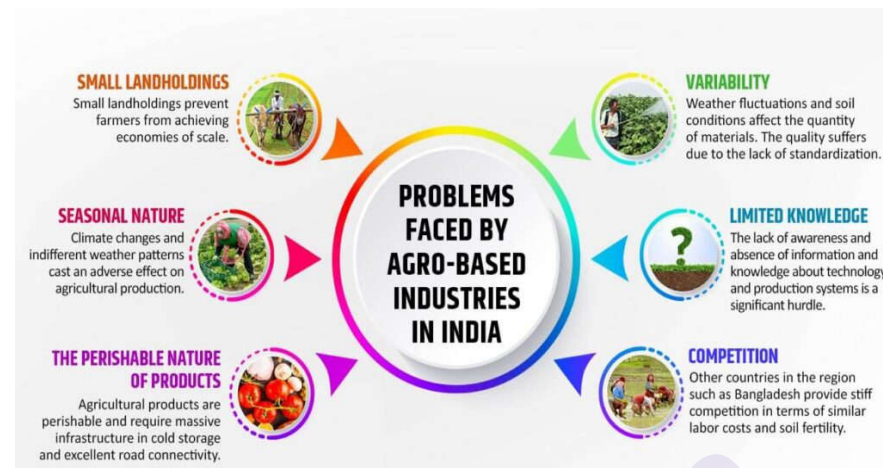 SMALL LANDHOLDINGS
Small landholdings prevent
farmers from achieving
economies of scale.
SEASONAL NATURE
Climate changes and
indifferent weather patterns
cast an adverse effect on
agricultural production.
THE PERISHABLE NATURE
OF PRODUCTS
Agricultural products are
perishable and require massive
infrastructure in cold storage
and excellent road connectivity.
PROBLEMS
FACED BY
AGRO-BASED
INDUSTRIES
IN INDIA
VARIABILITY
Weather fluctuations and soil
conditions affect the quantity
of materials. The quality suffers
due to the lack of standardization.
LIMITED KNOWLEDGE
The lack of awareness and
absence of information and
knowledge about technology
and production systems is a
significant hurdle.
COMPETITION
Other countries in the region
such as Bangladesh provide stiff
competition in terms of similar
labor costs and soil fertility.